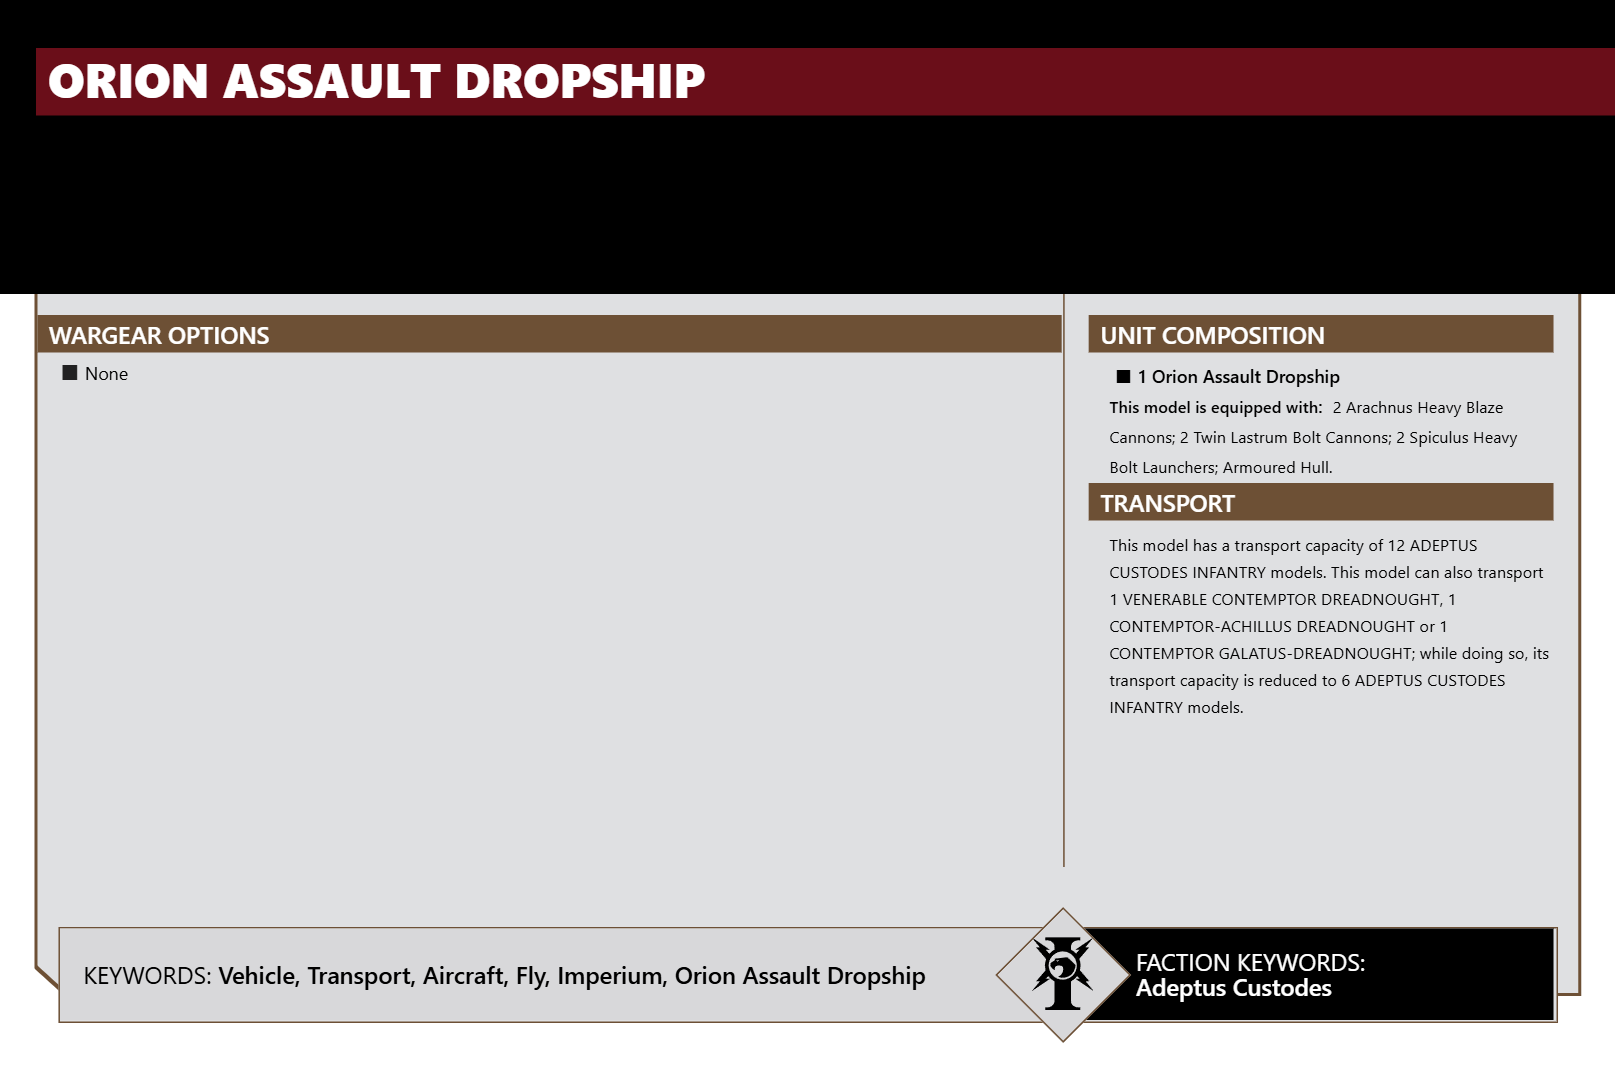 ORION ASSAULT DROPSHIP
WARGEAR OPTIONS
■ None
UNIT COMPOSITION
■ 1 Orion Assault Dropship
This model is equipped with: 2 Arachnus Heavy Blaze
Cannons; 2 Twin Lastrum Bolt Cannons; 2 Spiculus Heavy
Bolt Launchers; Armoured Hull.
TRANSPORT
This model has a transport capacity of 12 ADEPTUS
CUSTODES INFANTRY models. This model can also transport
1 VENERABLE CONTEMPTOR DREADNOUGHT, 1
CONTEMPTOR-ACHILLUS DREADNOUGHT or 1
CONTEMPTOR GALATUS-DREADNOUGHT; while doing so, its
transport capacity is reduced to 6 ADEPTUS CUSTODES
INFANTRY models.
KEYWORDS: Vehicle, Transport, Aircraft, Fly, Imperium, Orion Assault Dropship
FACTION KEYWORDS:
Adeptus Custodes